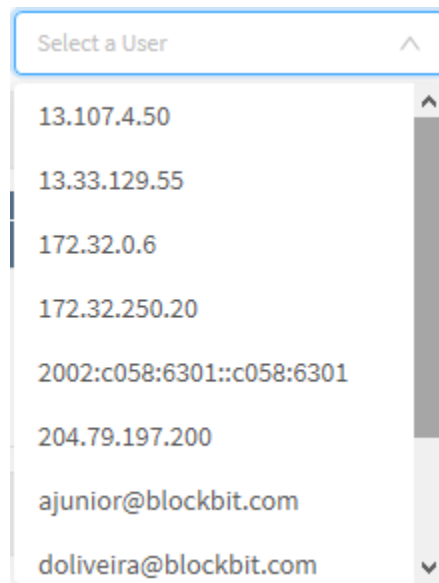 Select a User
13.107.4.50
13.33.129.55
172.32.0.6
172.32.250.20
2002:c058:6301::c058:6301
204.79.197.200
ajunior@blockbit.com
doliveira@blockbit.com